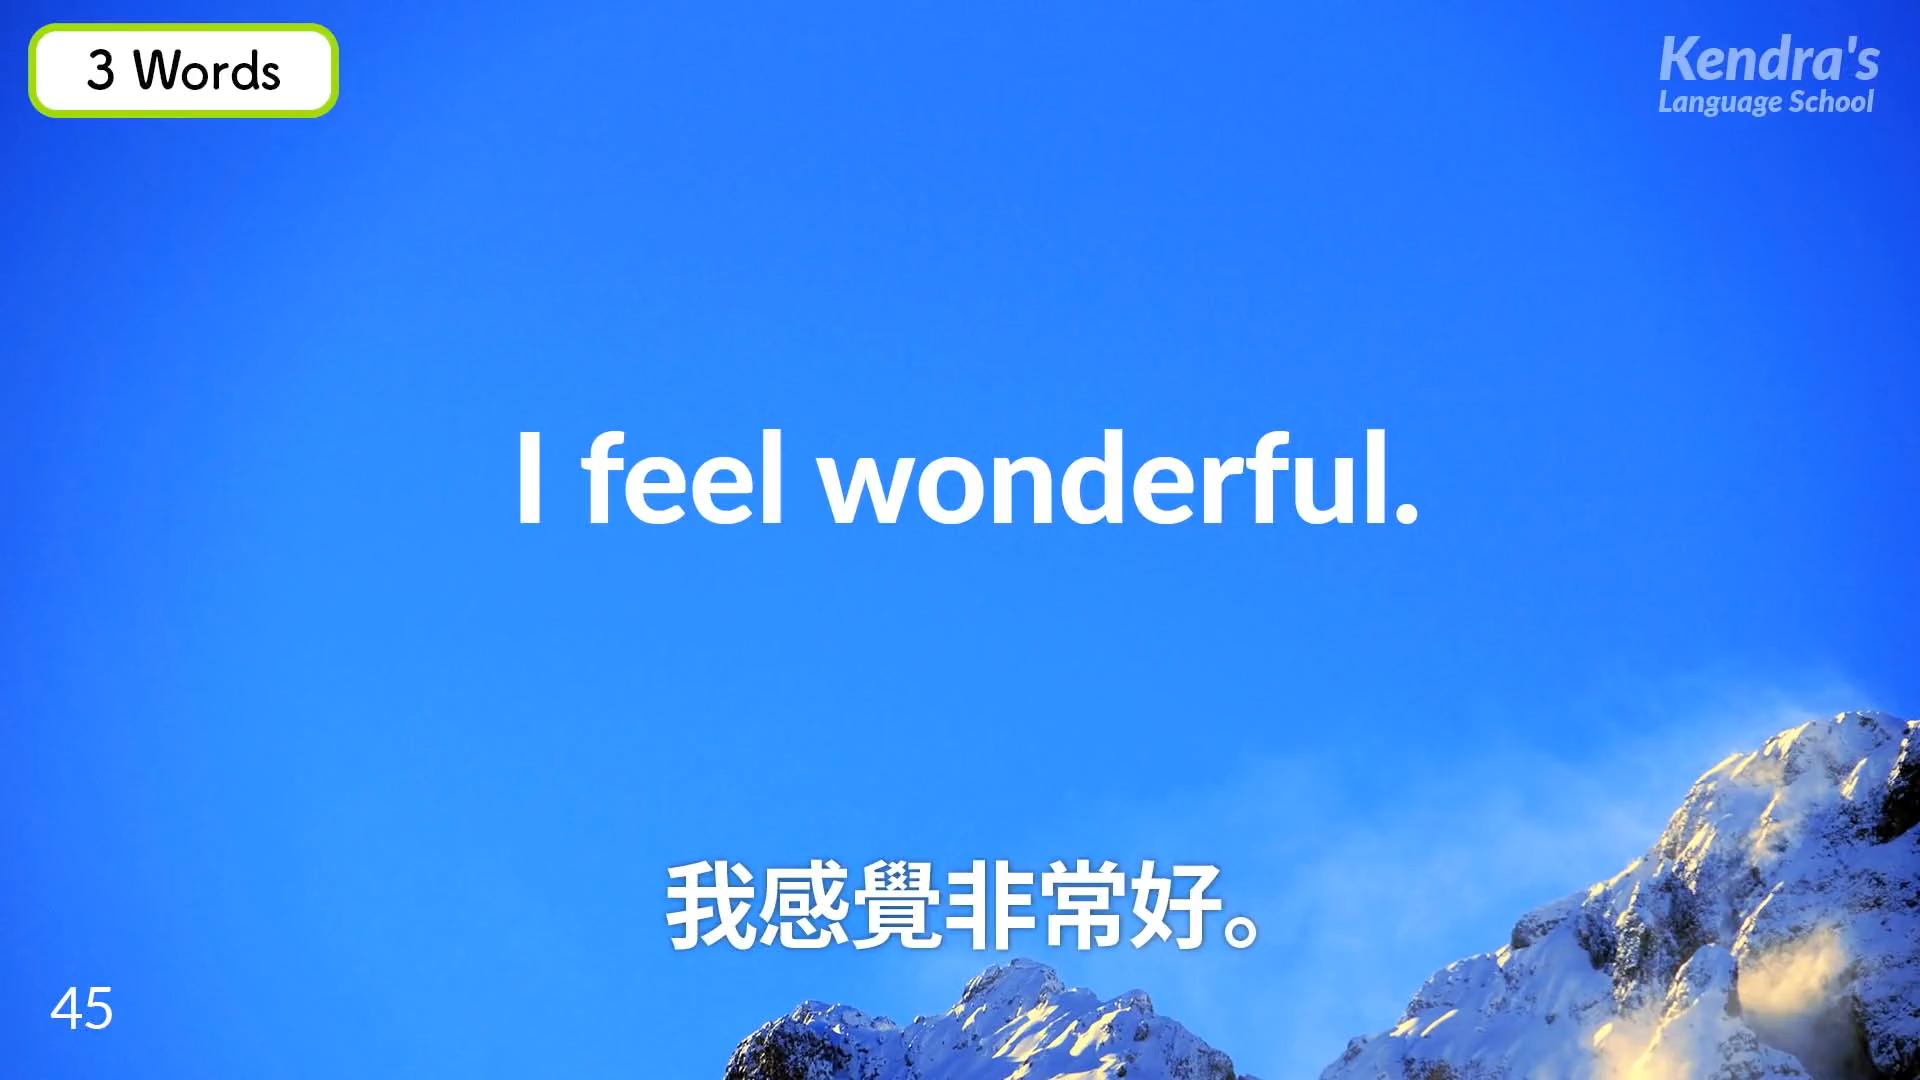 3 Words
Kendra's
Language School
I feel wonderful.
我感覺非常好。
45